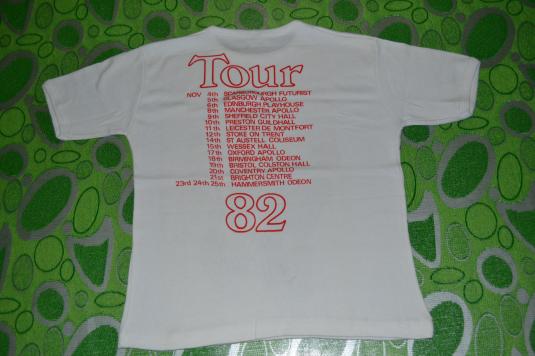 Tour
NOV 4th SCARBOROUGH FUTURIST
5th GLASGOW APOLLO
6th EDINBURGH PLAYHOUSE
8th MANCHESTER APOLLO
9th SHEFFIELD CITY HALL
10th PRESTON GUILDHALL
11th LEICESTER DE MONTFORT
12th STOKE ON TRENT
14th ST AUSTELL COLISEUM
15th WESSEX HALL
17th OXFORD APOLLO
18th BIRMINGHAM ODEON
19th BRISTOL COLSTON HALL
20th COVENTRY APOLLO
21st BRIGHTON CENTRE
23rd 24th 25th HAMMERSMITH ODEON
82